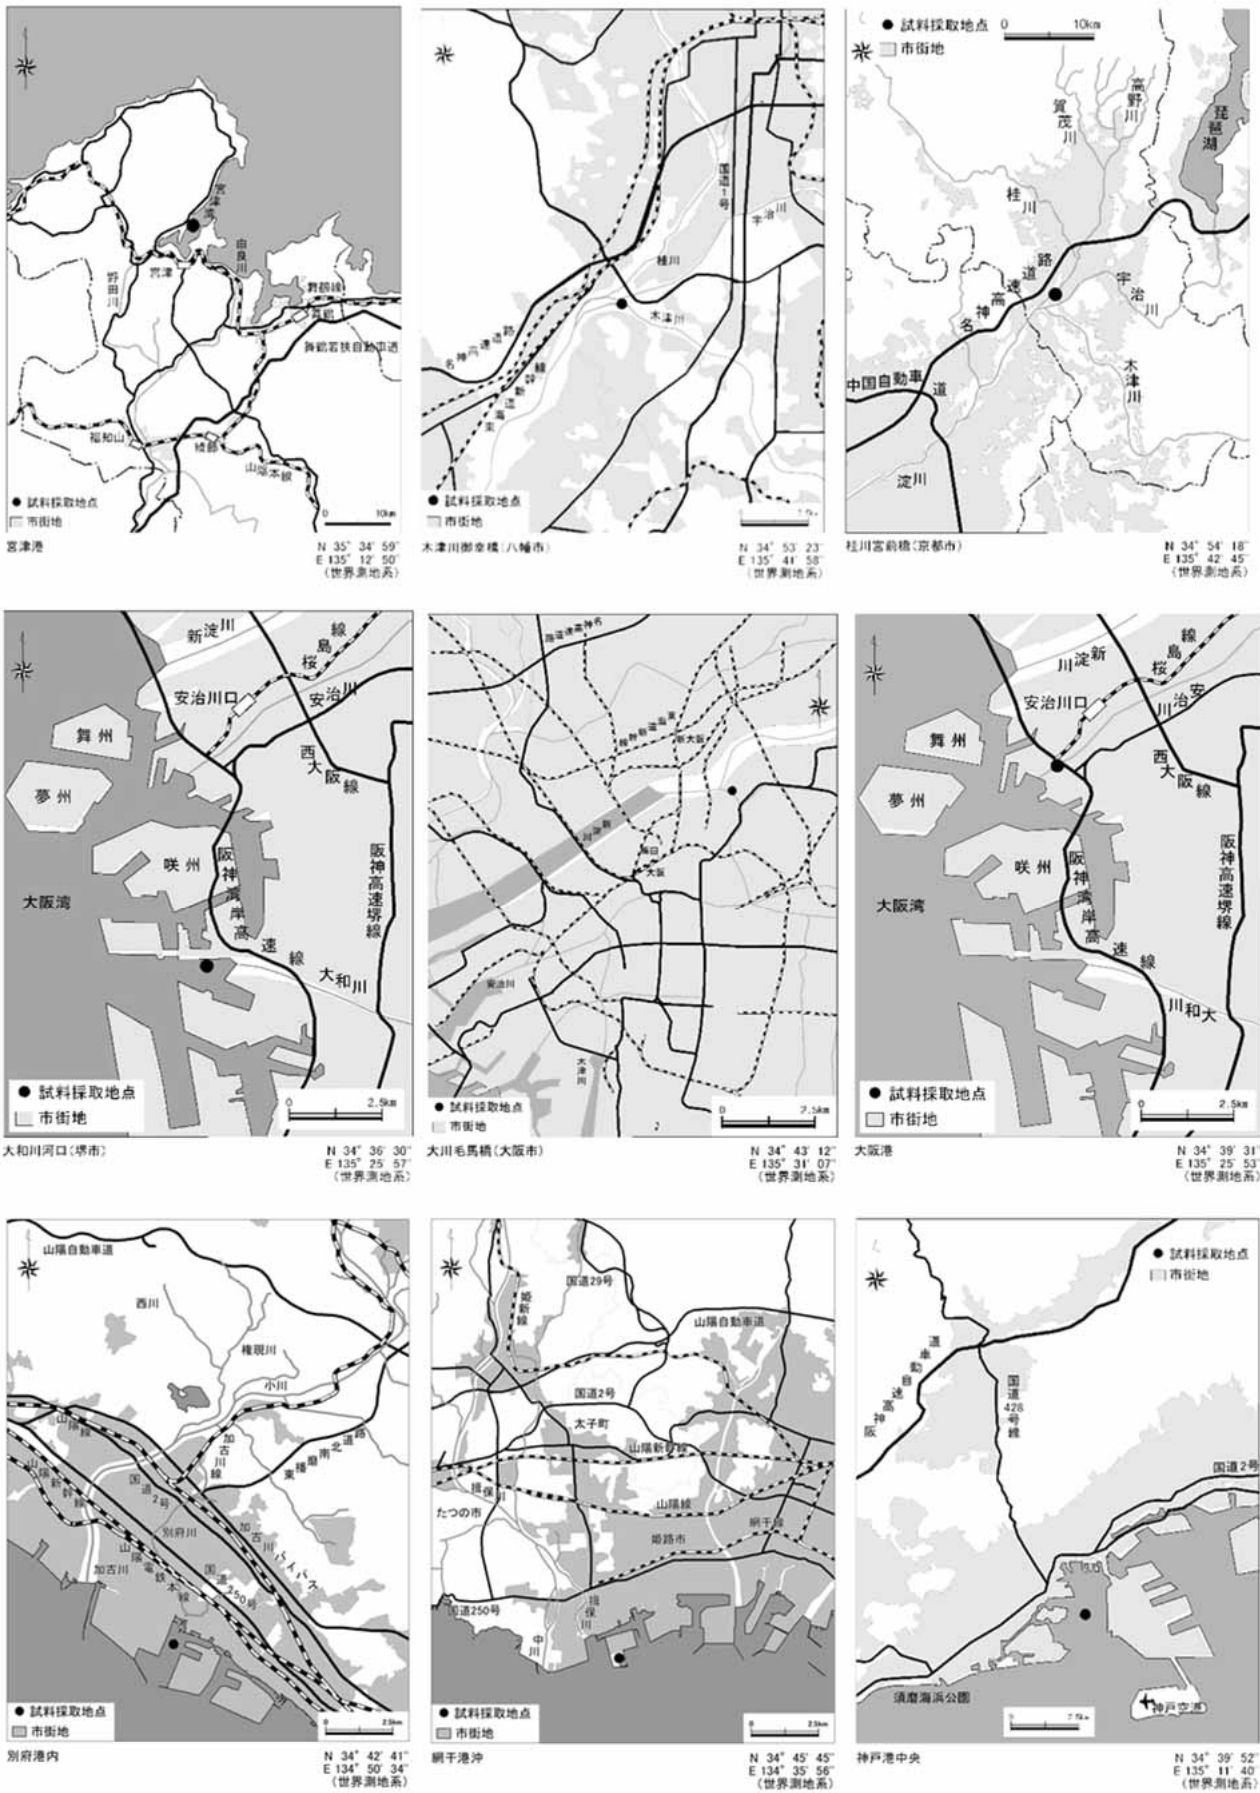 宮津湾
由良川
野田川
宮津
舞鶴線
舞鶴若狭自動車道
福知山
綾部
山陰本線
● 試料採取地点
市街地
0 10km
宮津港
N 35° 34′ 59″
E 135° 12′ 50″
(世界測地系)
国道1号
宇治川
桂川
木津川
名神高速道路
東海道新幹線
● 試料採取地点
市街地
木津川御幸橋(八幡市)
N 34° 53′ 23″
E 135° 41′ 58″
(世界測地系)
● 試料採取地点
市街地
0 10km
高野川
賀茂川
琵琶湖
桂川
名神高速道路
宇治川
木津川
中国自動車道
淀川
桂川宮前橋(京都市)
N 34° 54′ 18″
E 135° 42′ 45″
(世界測地系)
新淀川
桜島線
安治川口
安治川
舞州
西大阪線
夢州
咲州
阪神湾岸高速線
阪神高速堺線
大阪湾
大和川
● 試料採取地点
市街地
0 2.5km
大和川河口(堺市)
N 34° 36′ 30″
E 135° 25′ 57″
(世界測地系)
新大阪
新淀川
梅田
大阪
安治川
木津川
● 試料採取地点
市街地
0 2.5km
大川毛馬橋(大阪市)
N 34° 43′ 12″
E 135° 31′ 07″
(世界測地系)
新淀川
桜島線
安治川口
安治川
舞州
西大阪線
夢州
咲州
阪神湾岸高速線
阪神高速堺線
大阪湾
大和川
● 試料採取地点
市街地
0 2.5km
大阪港
N 34° 39′ 31″
E 135° 25′ 53″
(世界測地系)
山陽自動車道
西川
権現川
小川
山陽線
加古川線
東播磨南北道路
山陽新幹線
国道2号
別府川
加古川バイパス
加古川
山陽電鉄本線
国道250号
● 試料採取地点
市街地
0 2.5km
別府港内
N 34° 42′ 41″
E 134° 50′ 34″
(世界測地系)
国道29号
姫新線
山陽自動車道
国道2号
太子町
山陽新幹線
揖保川
たつの市
山陽線
網干線
姫路市
国道250号
揖保川
中川
● 試料採取地点
市街地
0 2.5km
網干港沖
N 34° 45′ 45″
E 134° 35′ 56″
(世界測地系)
● 試料採取地点
市街地
阪神高速自動車道
国道428号線
国道2号
須磨海浜公園
神戸空港
0 2.5km
神戸港中央
N 34° 39′ 52″
E 135° 11′ 40″
(世界測地系)